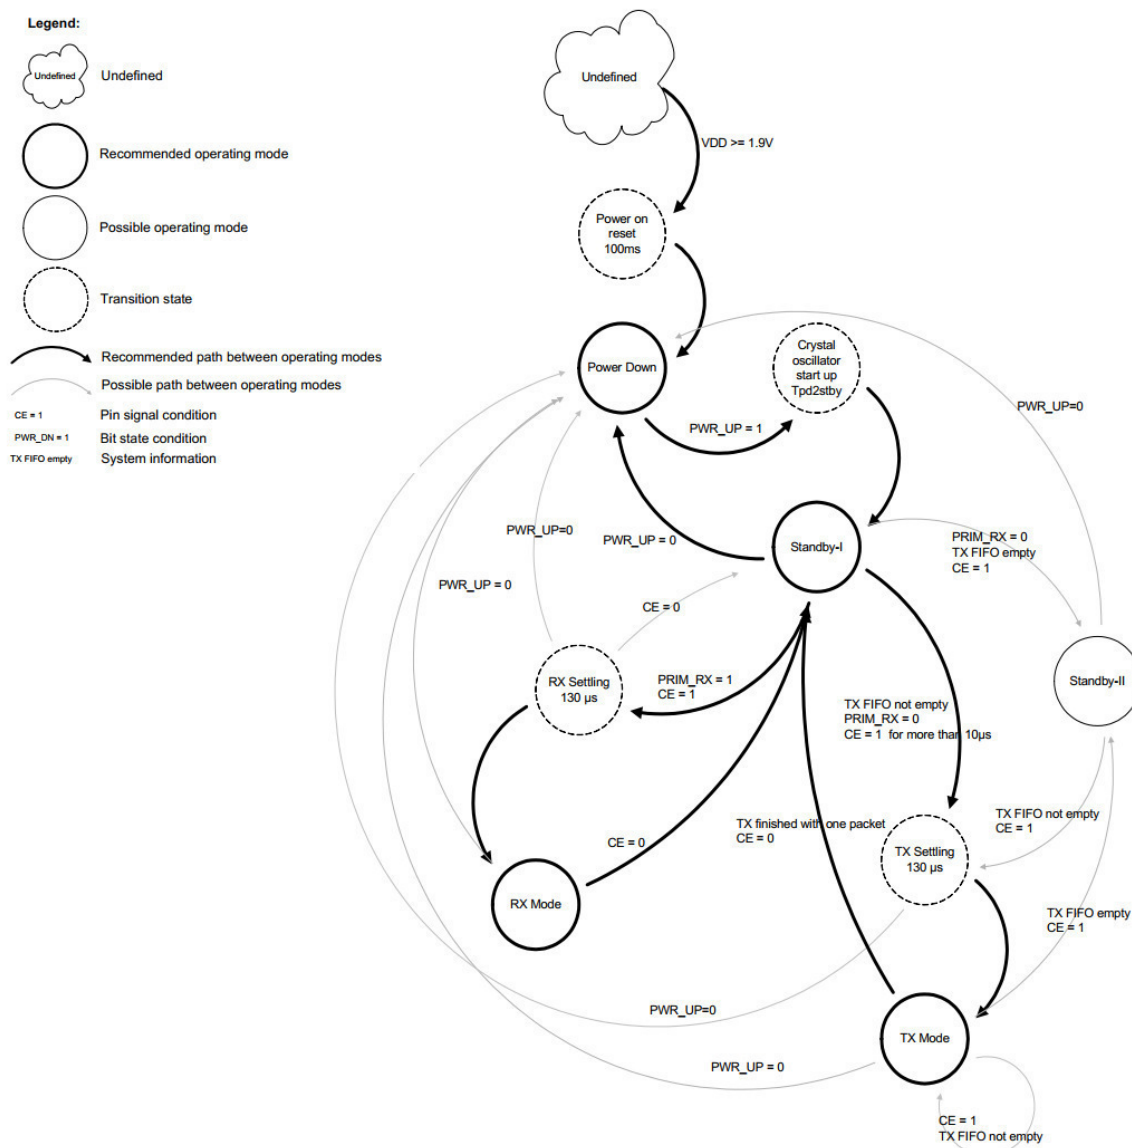 Legend:
Undefined
Undefined
Recommended operating mode
Possible operating mode
Transition state
Recommended path between operating modes
Possible path between operating modes
CE = 1
Pin signal condition
PWR_DN = 1
Bit state condition
TX FIFO empty
System information
Undefined
VDD >= 1.9V
Power on
reset
100ms
Power Down
Crystal
oscillator
start up
Tpd2stby
PWR_UP=0
PWR_UP = 1
PWR_UP=0
PWR_UP = 0
Standby-I
PRIM_RX = 0
TX FIFO empty
CE = 1
PWR_UP = 0
CE = 0
RX Settling
130 µs
PRIM_RX = 1
CE = 1
Standby-II
TX FIFO not empty
PRIM_RX = 0
CE = 1 for more than 10µs
CE = 0
TX finished with one packet
CE = 0
TX FIFO not empty
CE = 1
TX Settling
130 µs
RX Mode
TX FIFO empty
CE = 1
PWR_UP=0
TX Mode
PWR_UP = 0
CE = 1
TX FIFO not empty